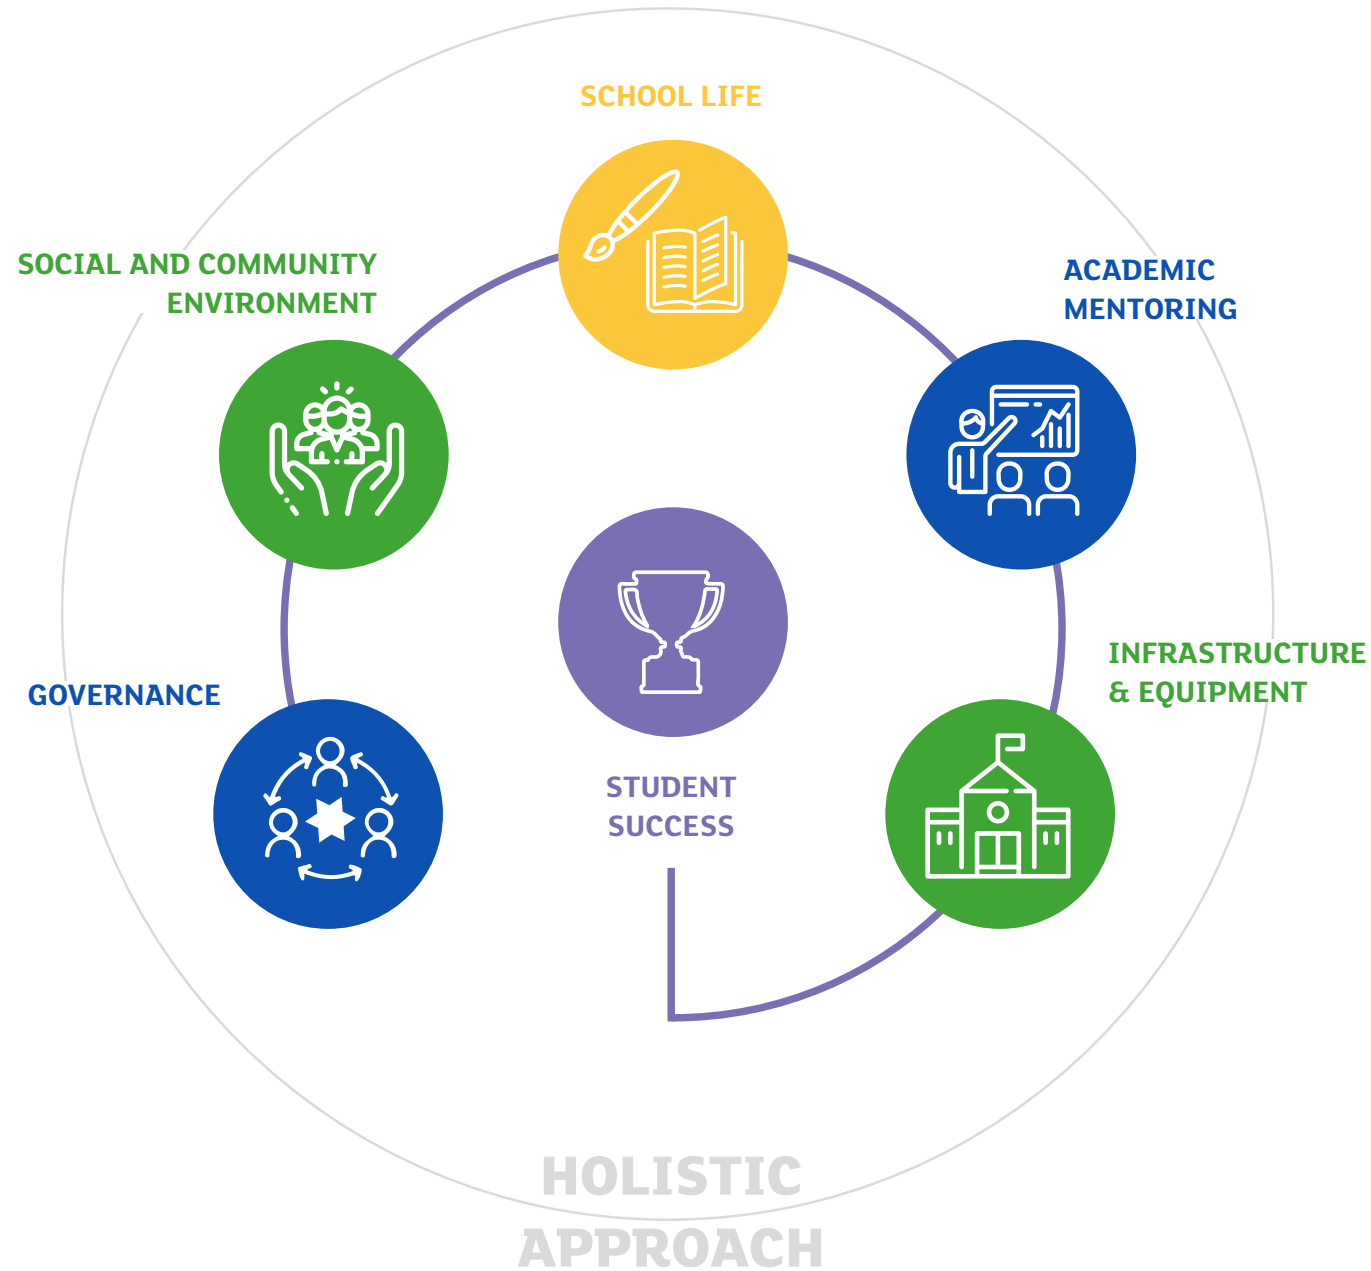 SCHOOL LIFE
SOCIAL AND COMMUNITY
ENVIRONMENT
ACADEMIC
MENTORING
INFRASTRUCTURE
& EQUIPMENT
GOVERNANCE
STUDENT
SUCCESS
HOLISTIC
APPROACH